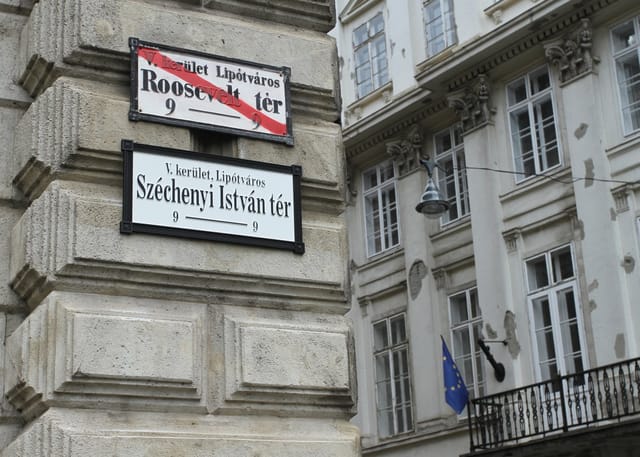 V. kerület Lipótváros
Roosevelt tér
9 — 9
V. kerület, Lipótváros
Széchenyi István tér
9 — 9